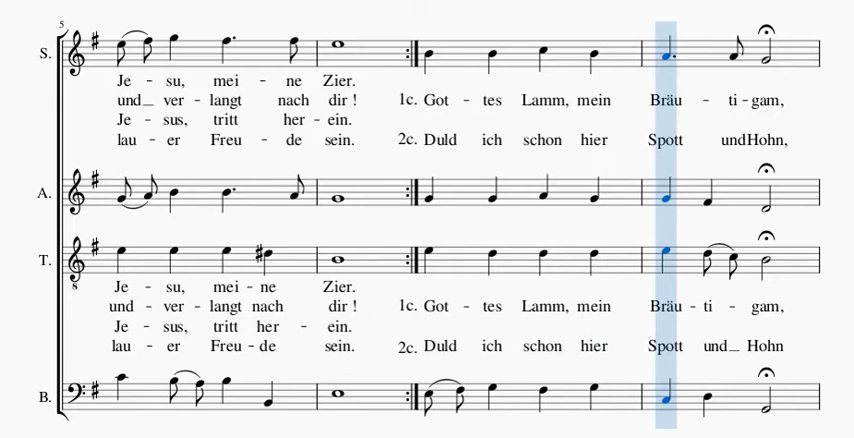 5
S.
Je - su, mei - ne Zier.
und_ ver - langt nach dir ! 1c. Got - tes Lamm, mein Bräu - ti - gam,
Je - sus, tritt her - ein.
lau - er Freu - de sein. 2c. Duld ich schon hier Spott und Hohn,
A.
T.
8
Je - su, mei - ne Zier.
und - ver - langt nach dir ! 1c. Got - tes Lamm, mein Bräu - ti - gam,
Je - sus, tritt her - ein.
lau - er Freu - de sein. 2c. Duld ich schon hier Spott und_ Hohn
B.